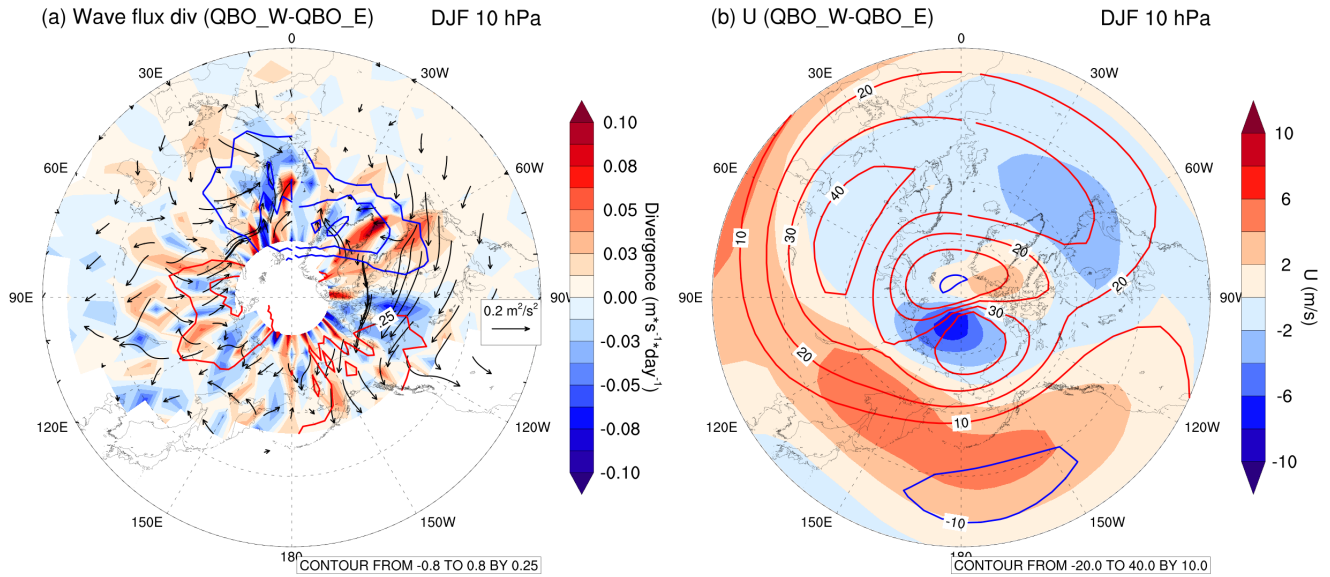 (a) Wave flux div (QBO_W-QBO_E) DJF 10 hPa
0
30E 30W
60E 60W
90E 90W
120E 120W
150E 150W
180
.25
0.2 m²/s²
0.10
0.08
0.05
0.03
0.00
-0.03
-0.05
-0.08
-0.10
Divergence (m*s⁻¹*day⁻¹)
CONTOUR FROM -0.8 TO 0.8 BY 0.25
(b) U (QBO_W-QBO_E) DJF 10 hPa
0
30E 30W
60E 60W
90E 90W
120E 120W
150E 150W
180
20
40
30
10
20
20
30
20
10
-10
10
6
2
-2
-6
-10
U (m/s)
CONTOUR FROM -20.0 TO 40.0 BY 10.0